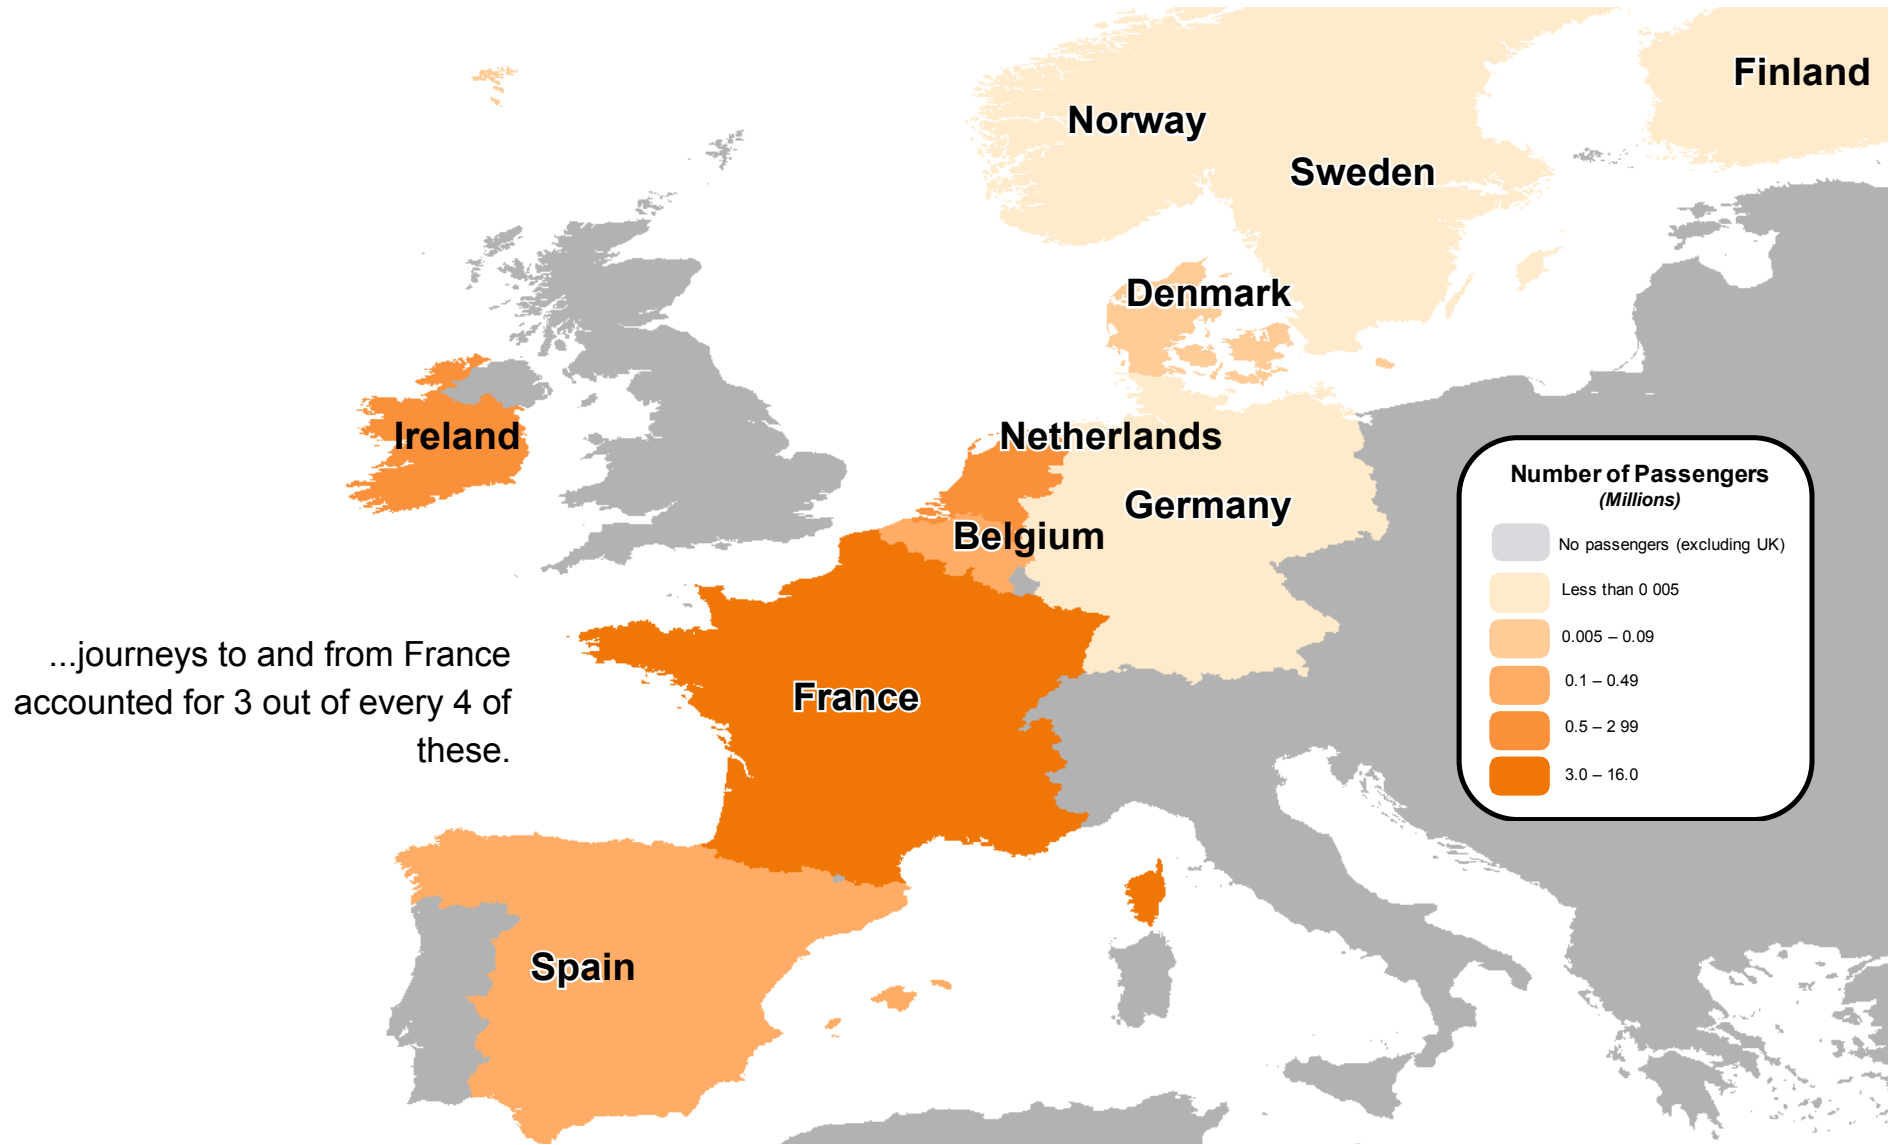 Finland
Norway
Sweden
Denmark
Ireland
Netherlands
Germany
Belgium
Number of Passengers
(Millions)
No passengers (excluding UK)
Less than 0 005
0.005 – 0.09
0.1 – 0.49
0.5 – 2 99
3.0 – 16.0
...journeys to and from France
accounted for 3 out of every 4 of
these.
France
Spain